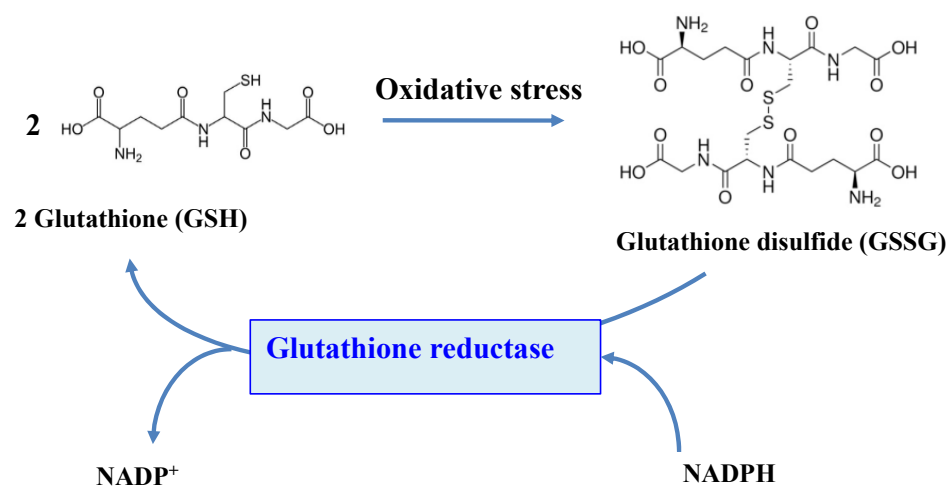 Oxidative stress
2
2 Glutathione (GSH)
Glutathione disulfide (GSSG)
Glutathione reductase
NADP⁺
NADPH
O
HO
NH₂
O
N
H
SH
O
H
N
O
OH
NH₂
HO
O
O
H
N
O
N
H
O
OH
S
S
HO
O
H
N
O
N
H
O
O
OH
NH₂